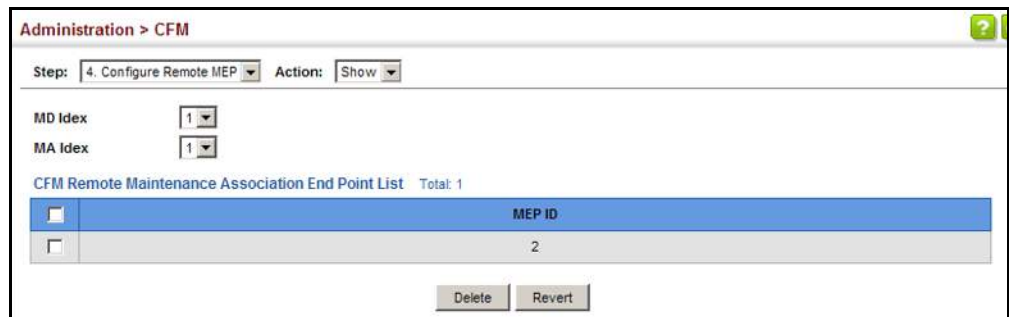 Administration > CFM
?
Step: 4. Configure Remote MEP Action: Show
MD Idex 1
MA Idex 1
CFM Remote Maintenance Association End Point List Total: 1
MEP ID
2
Delete Revert